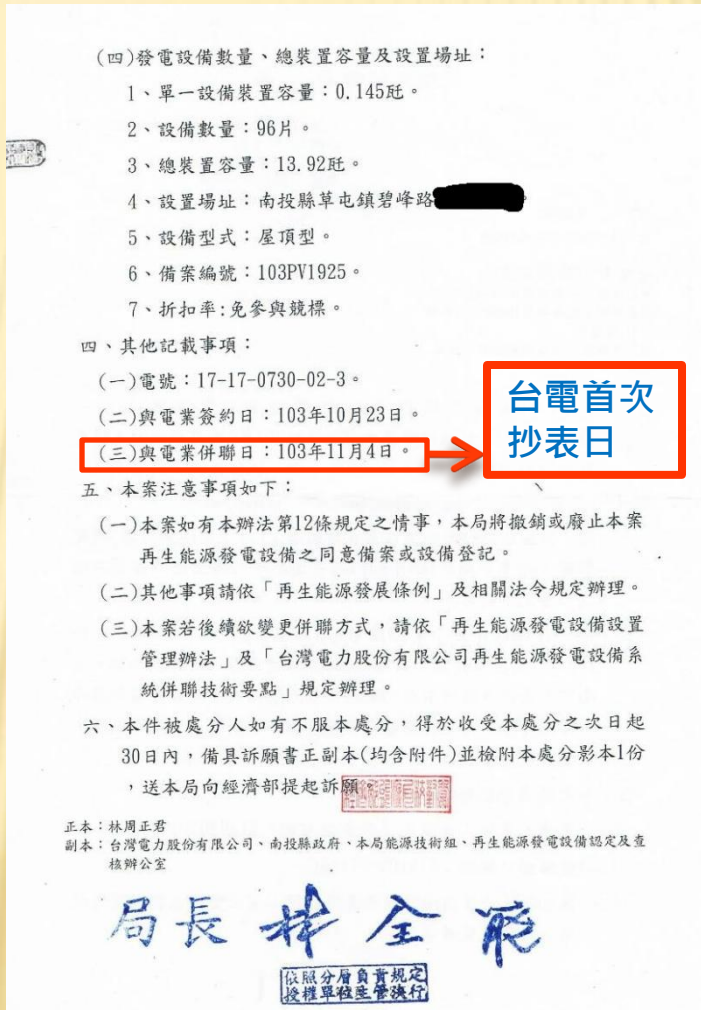 (四)發電設備數量、總裝置容量及設置場址：
1、單一設備裝置容量：0.145瓩。
2、設備數量：96片。
3、總裝置容量：13.92瓩。
4、設置場址：南投縣草屯鎮碧峰路
5、設備型式：屋頂型。
6、備案編號：103PV1925。
7、折扣率:免參與競標。
四、其他記載事項：
(一)電號：17-17-0730-02-3。
(二)與電業簽約日：103年10月23日。
(三)與電業併聯日：103年11月4日。
台電首次
抄表日
五、本案注意事項如下：
(一)本案如有本辦法第12條規定之情事，本局將撤銷或廢止本案
再生能源發電設備之同意備案或設備登記。
(二)其他事項請依「再生能源發展條例」及相關法令規定辦理。
(三)本案若後續欲變更併聯方式，請依「再生能源發電設備設置
管理辦法」及「台灣電力股份有限公司再生能源發電設備系
統併聯技術要點」規定辦理。
六、本件被處分人如有不服本處分，得於收受本處分之次日起
30日內，備具訴願書正副本(均含附件)並檢附本處分影本1份
，送本局向經濟部提起訴願。
正本：林周正君
副本：台灣電力股份有限公司、南投縣政府、本局能源技術組、再生能源發電設備認定及查
核辦公室
局長 林全能
依照分層負責規定
授權單位主管決行